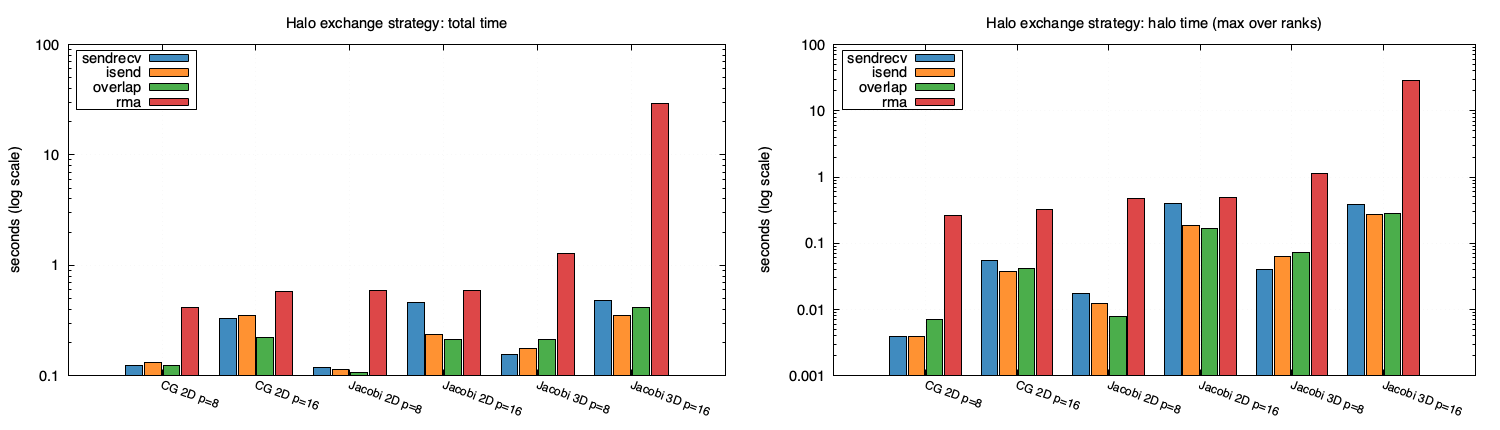 Halo exchange strategy: total time
seconds (log scale)
100
10
1
0.1
sendrecv
isend
overlap
rma
CG 2D p=8
CG 2D p=16
Jacobi 2D p=8
Jacobi 2D p=16
Jacobi 3D p=8
Jacobi 3D p=16
Halo exchange strategy: halo time (max over ranks)
seconds (log scale)
100
10
1
0.1
0.01
0.001
sendrecv
isend
overlap
rma
CG 2D p=8
CG 2D p=16
Jacobi 2D p=8
Jacobi 2D p=16
Jacobi 3D p=8
Jacobi 3D p=16